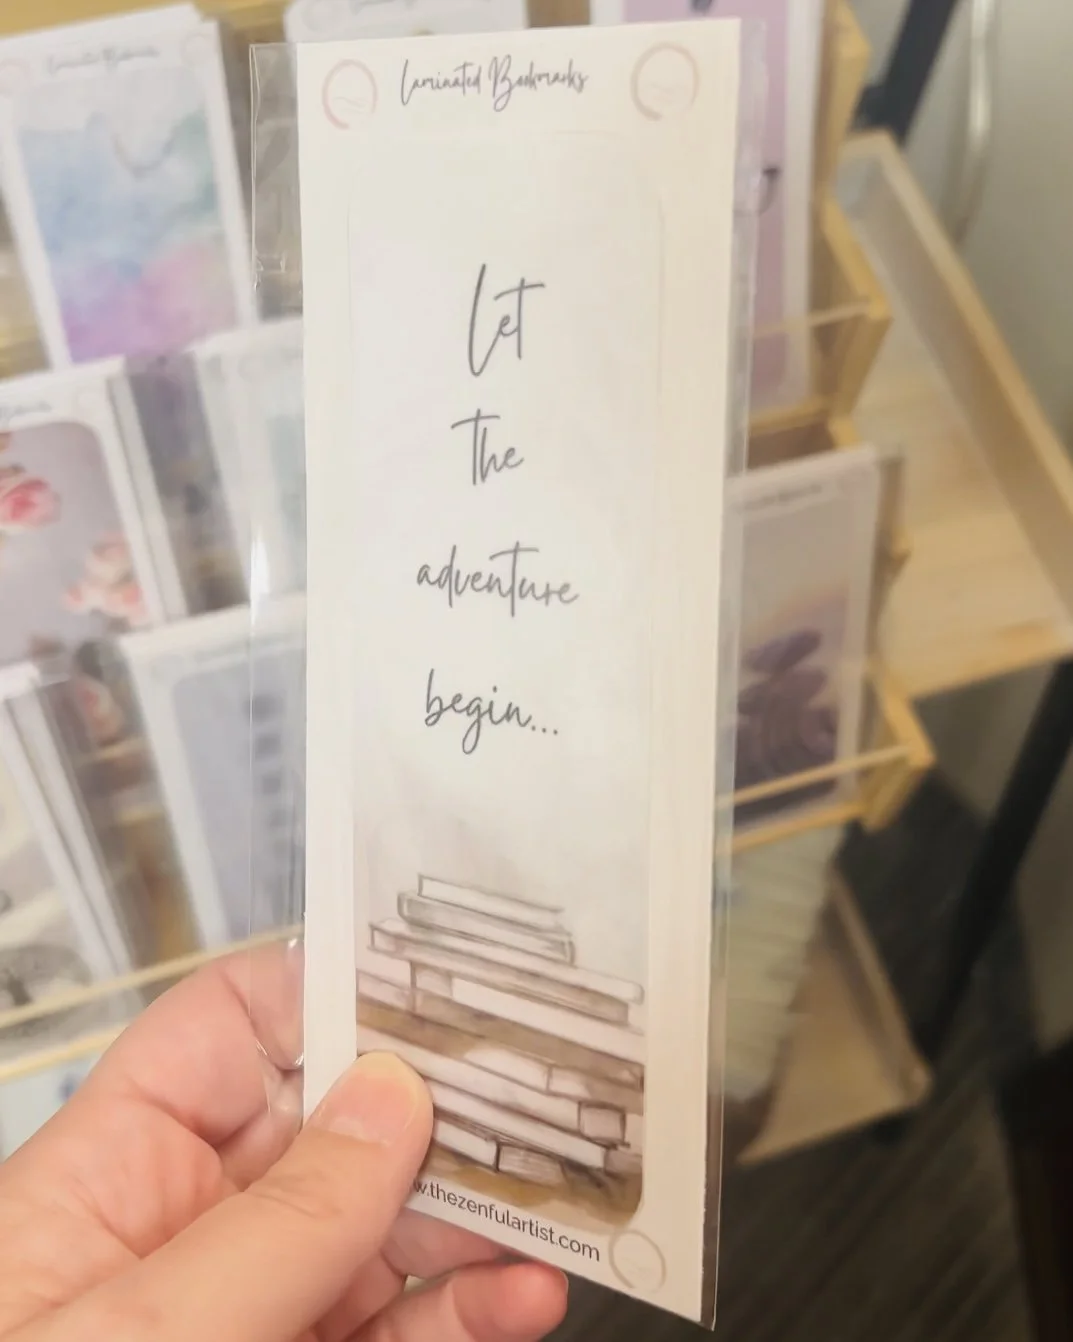 Laminated Bookmarks
Let
the
adventure
begin...
w.thezenfulartist.com